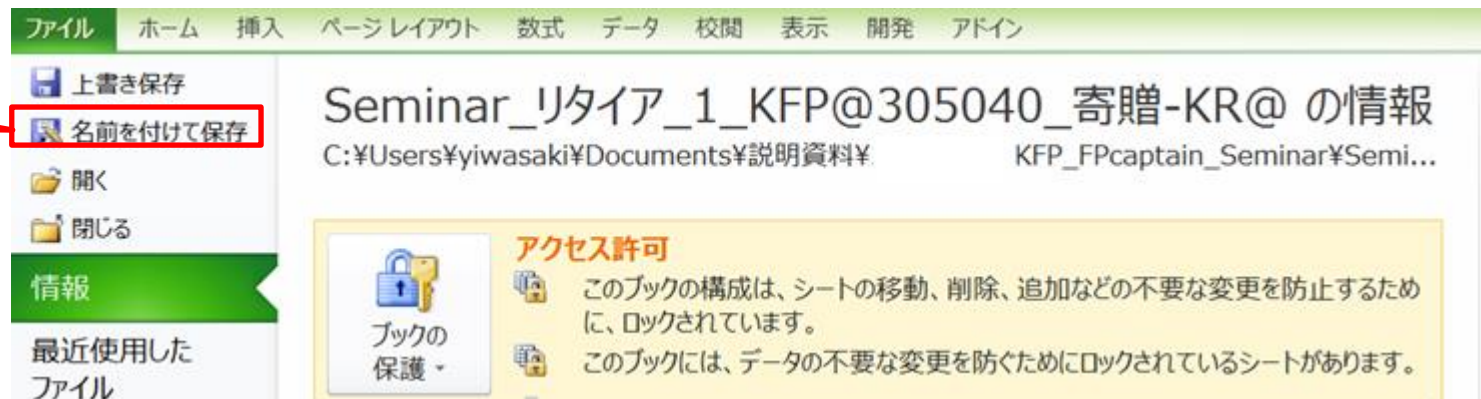 ファイル ホーム 挿入 ページ レイアウト 数式 データ 校閲 表示 開発 アドイン
上書き保存
名前を付けて保存
開く
閉じる
情報
最近使用した
ファイル
Seminar_リタイア_1_KFP@305040_寄贈-KR@ の情報
C:¥Users¥yiwasaki¥Documents¥説明資料¥ KFP_FPcaptain_Seminar¥Semi...
ブックの
保護
アクセス許可
このブックの構成は、シートの移動、削除、追加などの不要な変更を防止するため
に、ロックされています。
このブックには、データの不要な変更を防ぐためにロックされているシートがあります。